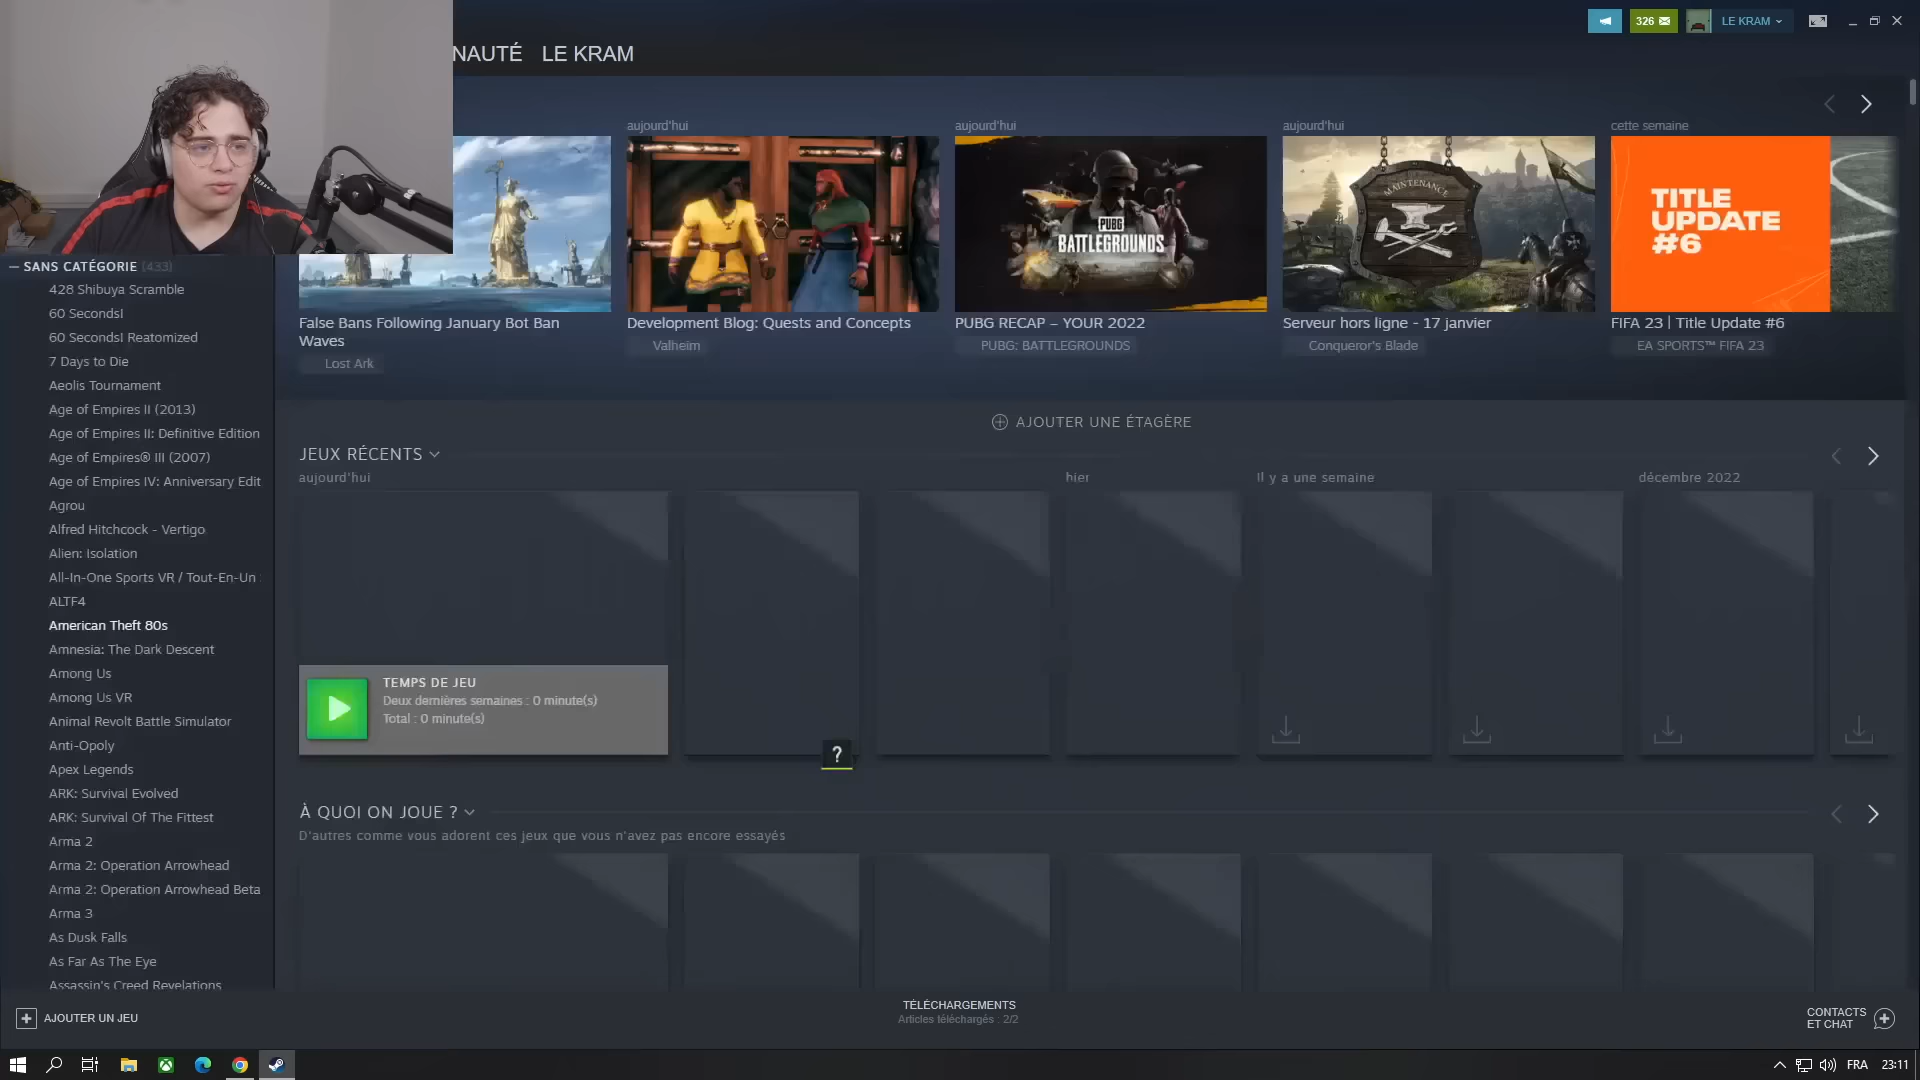 326
LE KRAM
NAUTÉ
LE KRAM
aujourd'hui
aujourd'hui
aujourd'hui
cette semaine
MAINTENANCE
PUBG
BATTLEGROUNDS
TITLE
UPDATE
#6
False Bans Following January Bot Ban
Waves
Lost Ark
Development Blog: Quests and Concepts
Valheim
PUBG RECAP – YOUR 2022
PUBG: BATTLEGROUNDS
Serveur hors ligne - 17 janvier
Conqueror's Blade
FIFA 23 | Title Update #6
EA SPORTS™ FIFA 23
SANS CATÉGORIE (433)
428 Shibuya Scramble
60 Seconds!
60 Seconds! Reatomized
7 Days to Die
Aeolis Tournament
Age of Empires II (2013)
Age of Empires II: Definitive Edition
Age of Empires® III (2007)
Age of Empires IV: Anniversary Edit
Agrou
Alfred Hitchcock - Vertigo
Alien: Isolation
All-In-One Sports VR / Tout-En-Un
ALTF4
American Theft 80s
Amnesia: The Dark Descent
Among Us
Among Us VR
Animal Revolt Battle Simulator
Anti-Opoly
Apex Legends
ARK: Survival Evolved
ARK: Survival Of The Fittest
Arma 2
Arma 2: Operation Arrowhead
Arma 2: Operation Arrowhead Beta
Arma 3
As Dusk Falls
As Far As The Eye
Assassin's Creed Revelations
AJOUTER UNE ÉTAGÈRE
JEUX RÉCENTS
aujourd'hui
hier
Il y a une semaine
décembre 2022
TEMPS DE JEU
Deux dernières semaines : 0 minute(s)
Total : 0 minute(s)
?
À QUOI ON JOUE ?
D'autres comme vous adorent ces jeux que vous n'avez pas encore essayés
AJOUTER UN JEU
TÉLÉCHARGEMENTS
Articles téléchargés : 2/2
CONTACTS
ET CHAT
FRA
23:11